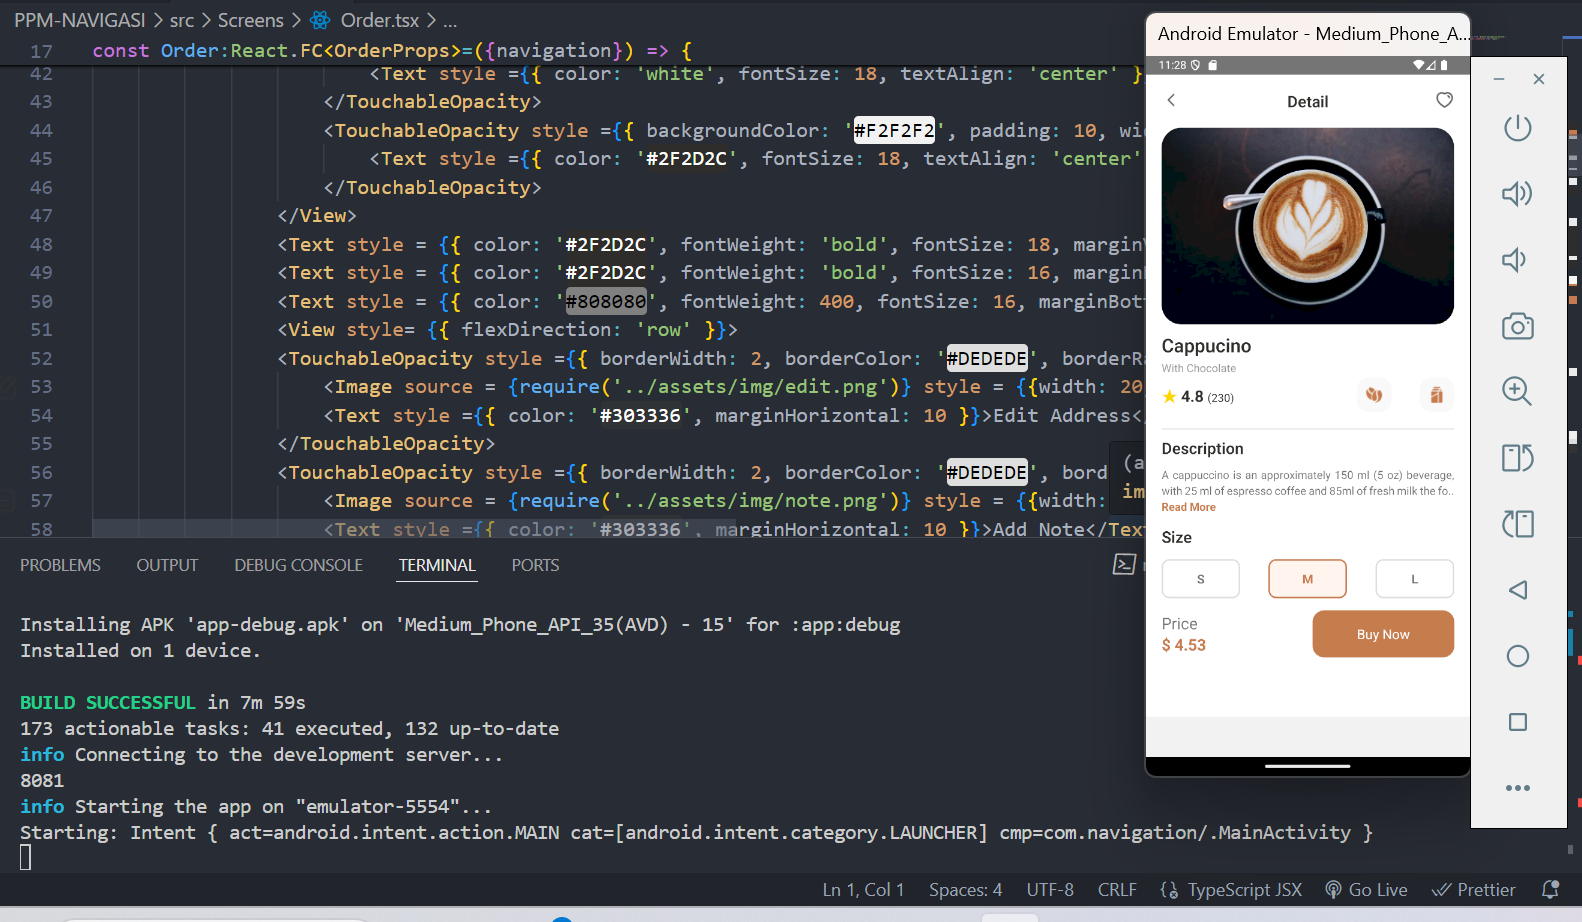 PPM-NAVIGASI > src > Screens > Order.tsx > ...
17 const Order:React.FC<OrderProps>=({navigation}) => {
42 <Text style ={{ color: 'white', fontSize: 18, textAlign: 'center' }
43 </TouchableOpacity>
44 <TouchableOpacity style ={{ backgroundColor: '#F2F2F2', padding: 10, wi
45 <Text style ={{ color: '#2F2D2C', fontSize: 18, textAlign: 'center'
46 </TouchableOpacity>
47 </View>
48 <Text style = {{ color: '#2F2D2C', fontWeight: 'bold', fontSize: 18, marginV
49 <Text style = {{ color: '#2F2D2C', fontWeight: 'bold', fontSize: 16, marginB
50 <Text style = {{ color: '#808080', fontWeight: 400, fontSize: 16, marginBott
51 <View style= {{ flexDirection: 'row' }}>
52 <TouchableOpacity style ={{ borderWidth: 2, borderColor: '#DEDEDE', borderRa
53 <Image source = {require('../assets/img/edit.png')} style = {{width: 20
54 <Text style ={{ color: '#303336', marginHorizontal: 10 }}>Edit Address<
55 </TouchableOpacity>
56 <TouchableOpacity style ={{ borderWidth: 2, borderColor: '#DEDEDE', bord
57 <Image source = {require('../assets/img/note.png')} style = {{width:
58 <Text style ={{ color: '#303336', marginHorizontal: 10 }}>Add Note</Text
(a
im
PROBLEMS OUTPUT DEBUG CONSOLE TERMINAL PORTS
Installing APK 'app-debug.apk' on 'Medium_Phone_API_35(AVD) - 15' for :app:debug
Installed on 1 device.
BUILD SUCCESSFUL in 7m 59s
173 actionable tasks: 41 executed, 132 up-to-date
info Connecting to the development server...
8081
info Starting the app on "emulator-5554"...
Starting: Intent { act=android.intent.action.MAIN cat=[android.intent.category.LAUNCHER] cmp=com.navigation/.MainActivity }
Ln 1, Col 1 Spaces: 4 UTF-8 CRLF TypeScript JSX Go Live Prettier
Android Emulator - Medium_Phone_A...
11:28
Detail
Cappucino
With Chocolate
4.8 (230)
Description
A cappuccino is an approximately 150 ml (5 oz) beverage,
with 25 ml of espresso coffee and 85ml of fresh milk the fo..
Read More
Size
S M L
Price
$ 4.53
Buy Now